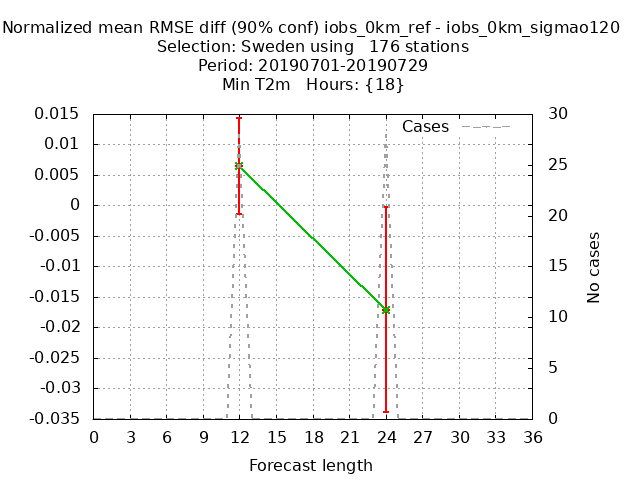 Normalized mean RMSE diff (90% conf) iobs_0km_ref - iobs_0km_sigmao120
Selection: Sweden using   176 stations
Period: 20190701-20190729
Min T2m   Hours: {18}
Cases
0.015
0.01
0.005
0
-0.005
-0.01
-0.015
-0.02
-0.025
-0.03
-0.035
30
25
20
15
10
5
0
No cases
0 3 6 9 12 15 18 21 24 27 30 33 36
Forecast length